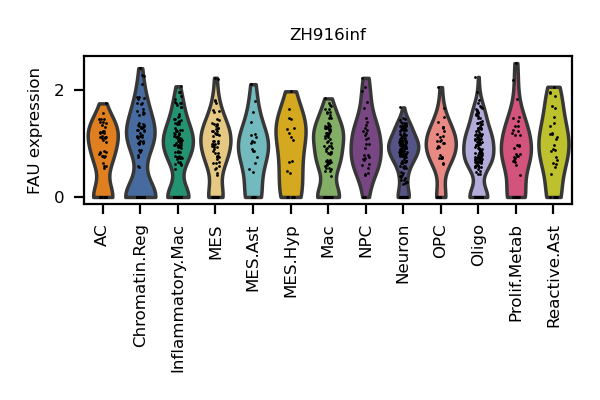 ZH916inf
FAU expression
2
0
AC
Chromatin.Reg
Inflammatory.Mac
MES
MES.Ast
MES.Hyp
Mac
NPC
Neuron
OPC
Oligo
Prolif.Metab
Reactive.Ast